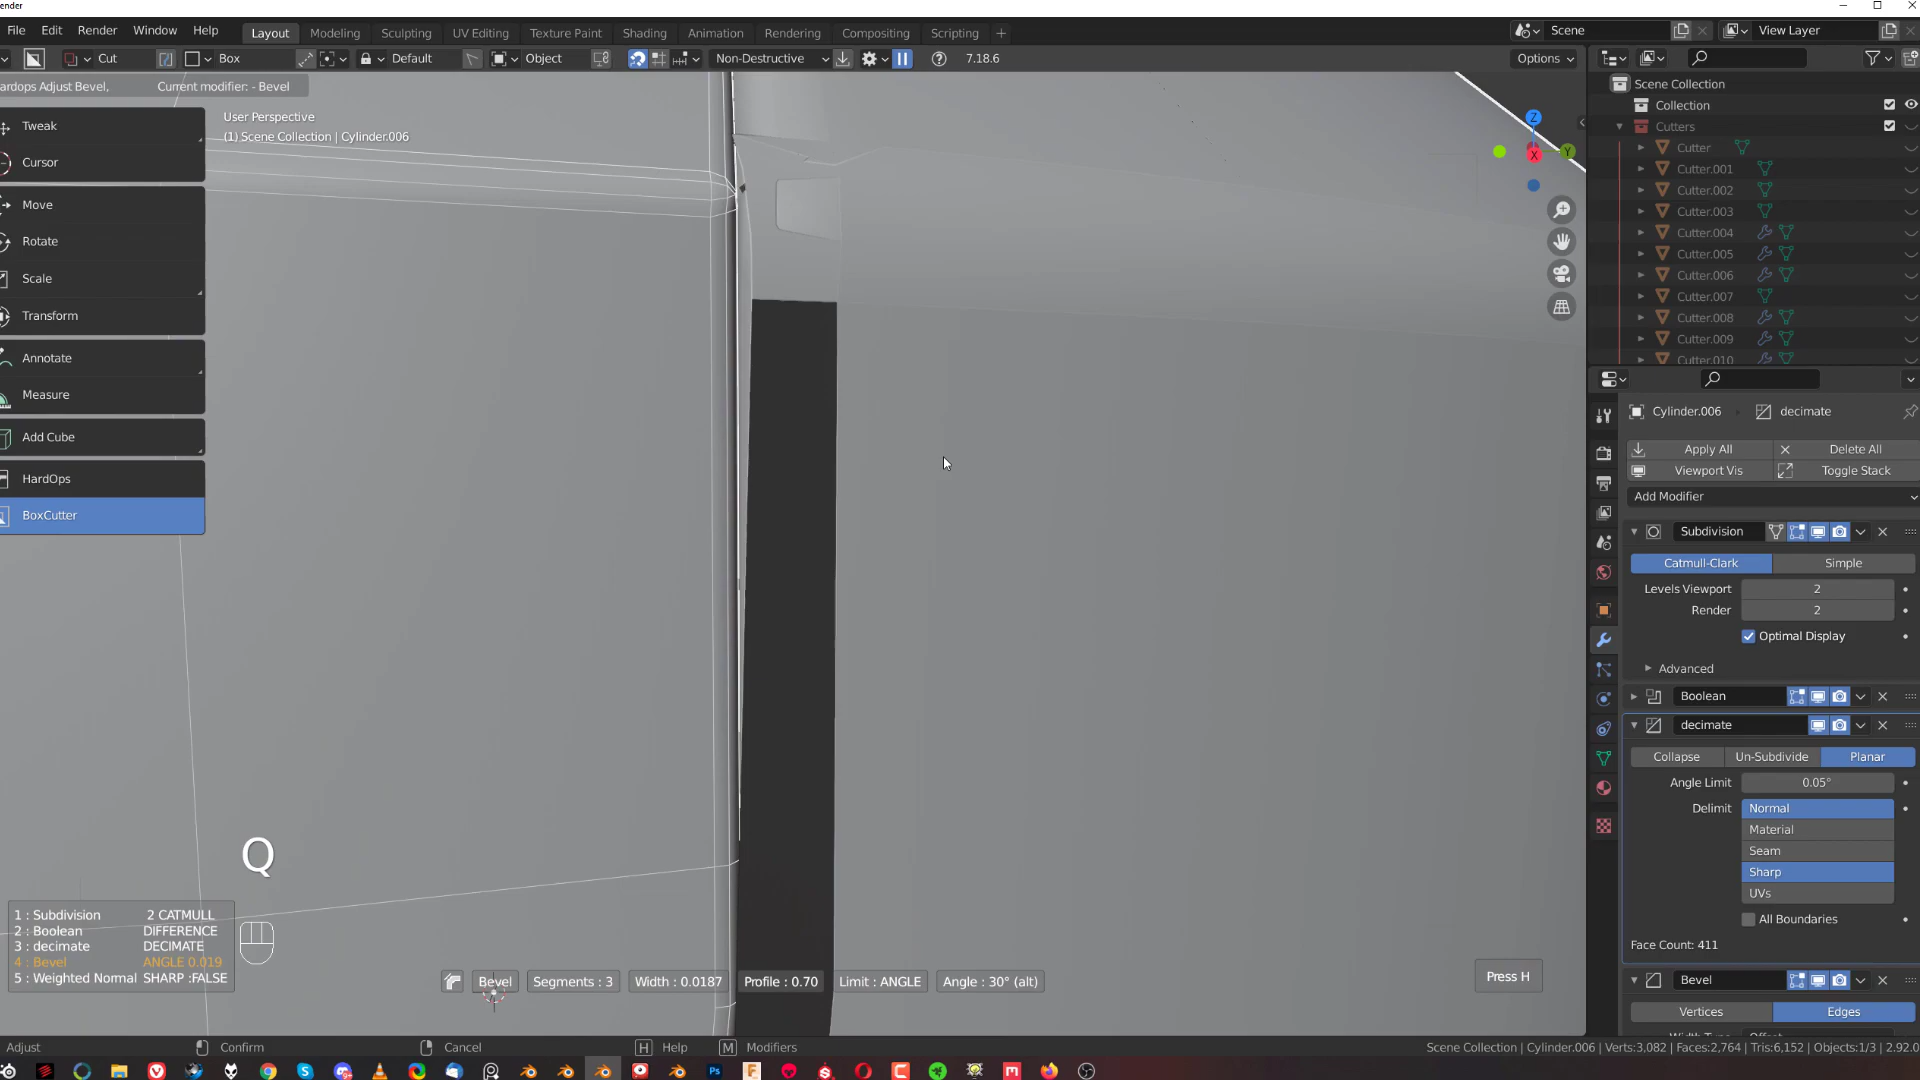 ender
File Edit Render Window Help Layout Modeling Sculpting UV Editing Texture Paint Shading Animation Rendering Compositing Scripting + Scene View Layer
Cut Box Default Object Non-Destructive 7.18.6 Options
ardops Adjust Bevel, Current modifier: - Bevel
User Perspective
(1) Scene Collection | Cylinder.006
Tweak
Cursor
Move
Rotate
Scale
Transform
Annotate
Measure
Add Cube
HardOps
BoxCutter
Z
Y
X
Scene Collection
Collection
Cutters
Cutter
Cutter.001
Cutter.002
Cutter.003
Cutter.004
Cutter.005
Cutter.006
Cutter.007
Cutter.008
Cutter.009
Cutter.010
Cylinder.006 decimate
Apply All Delete All
Viewport Vis Toggle Stack
Add Modifier
Subdivision
Catmull-Clark Simple
Levels Viewport 2
Render 2
Optimal Display
Advanced
Boolean
decimate
Collapse Un-Subdivide Planar
Angle Limit 0.05°
Delimit Normal
Material
Seam
Sharp
UVs
All Boundaries
Face Count: 411
Bevel
Vertices Edges
Q
1 : Subdivision 2 CATMULL
2 : Boolean DIFFERENCE
3 : decimate DECIMATE
4 : Bevel ANGLE 0.019
5 : Weighted Normal SHARP :FALSE
Bevel Segments : 3 Width : 0.0187 Profile : 0.70 Limit : ANGLE Angle : 30° (alt)
Press H
Adjust Confirm Cancel H Help M Modifiers
Scene Collection | Cylinder.006 | Verts:3,082 | Faces:2,764 | Tris:6,152 | Objects:1/3 | 2.92.0